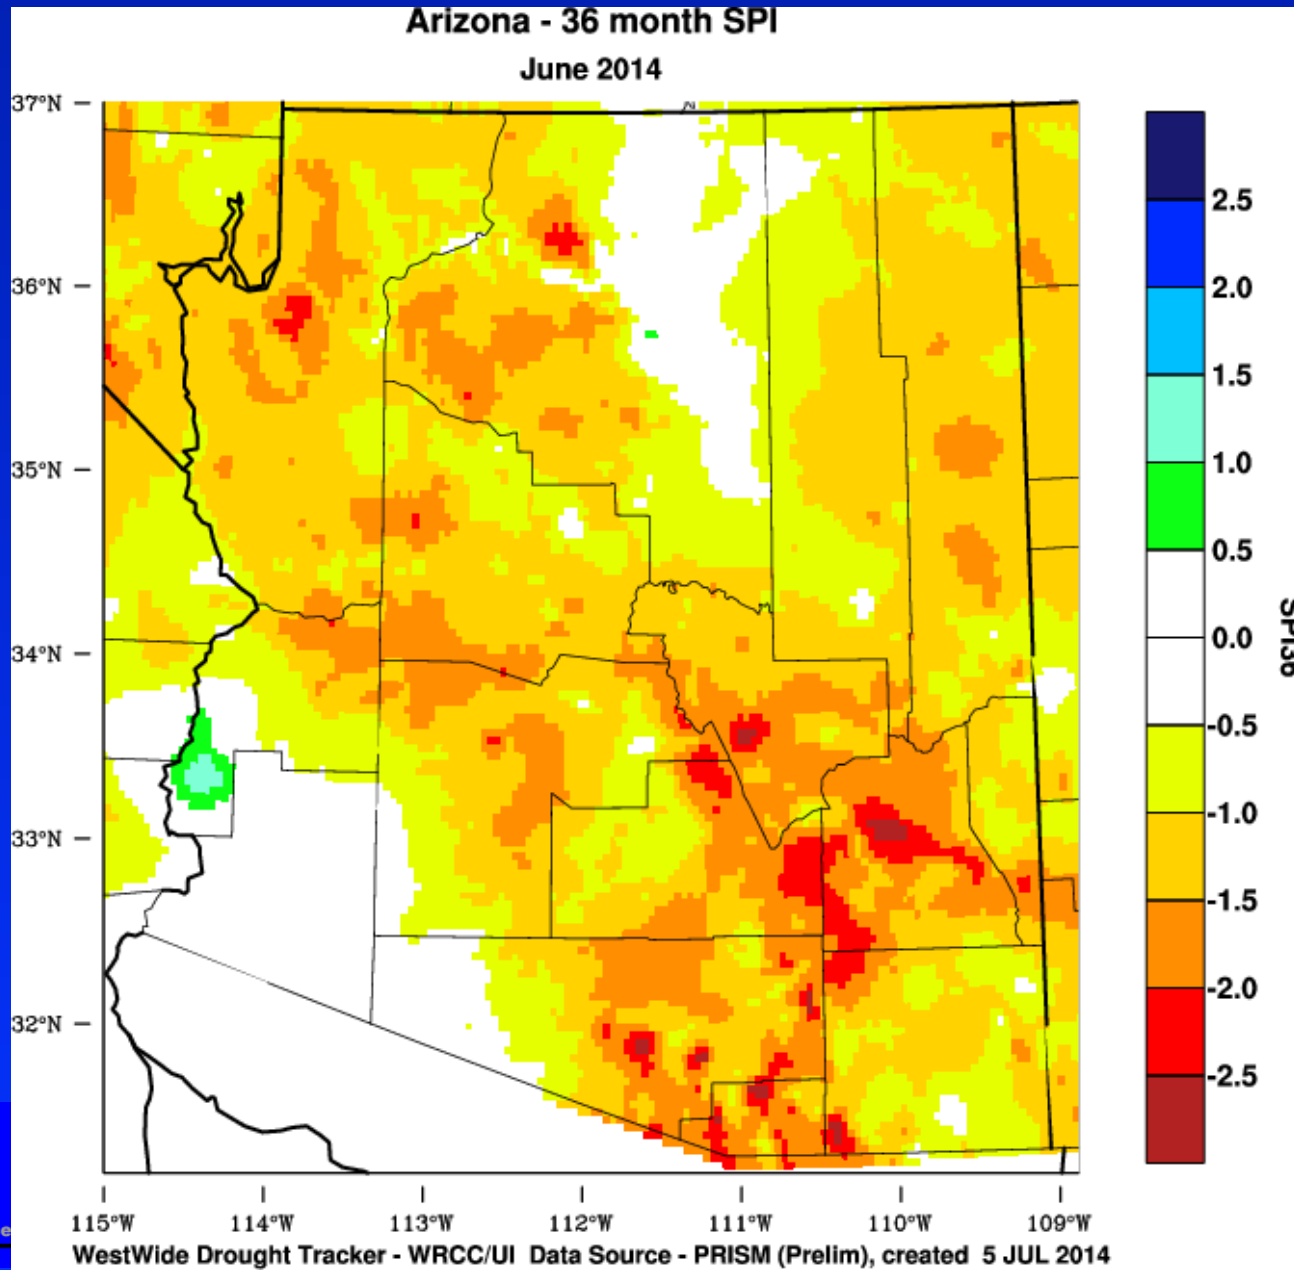 Arizona - 36 month SPI
June 2014
37°N
36°N
35°N
34°N
33°N
32°N
115°W 114°W 113°W 112°W 111°W 110°W 109°W
2.5
2.0
1.5
1.0
0.5
0.0
-0.5
-1.0
-1.5
-2.0
-2.5
SPI36
WestWide Drought Tracker - WRCC/UI Data Source - PRISM (Prelim), created 5 JUL 2014